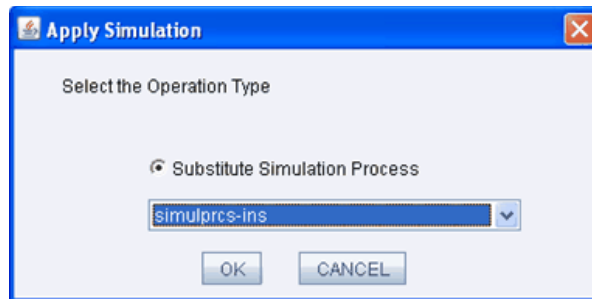 Apply Simulation
Select the Operation Type
Substitute Simulation Process
simulprcs-ins
OK CANCEL